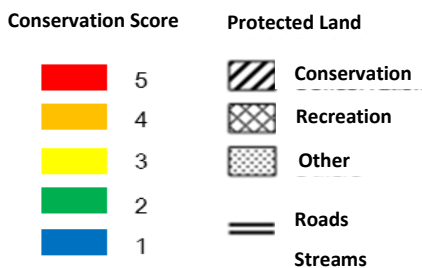 Conservation Score
5
4
3
2
1
Protected Land
Conservation
Recreation
Other
Roads
Streams